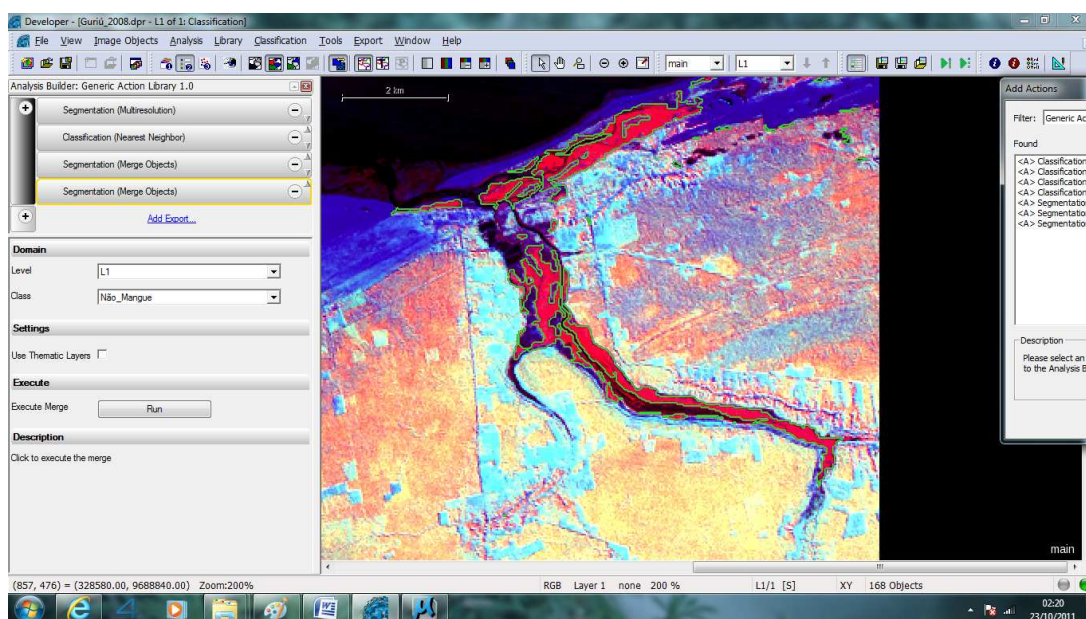 Developer - [Guriú_2008.dpr - L1 of 1: Classification]
File View Image Objects Analysis Library Classification Tools Export Window Help
main L1
Analysis Builder: Generic Action Library 1.0
Segmentation (Multiresolution)
Classification (Nearest Neighbor)
Segmentation (Merge Objects)
Segmentation (Merge Objects)
Add Export...
Domain
Level L1
Class Não_Mangue
Settings
Use Thematic Layers
Execute
Execute Merge Run
Description
Click to execute the merge
2 km
main
Add Actions
Filter: Generic Ac
Found
<A> Classification
<A> Classification
<A> Classification
<A> Classification
<A> Segmentatio
<A> Segmentatio
<A> Segmentatio
Description
Please select an
to the Analysis B
(857, 476) = (328580.00, 9688840.00) Zoom:200%
RGB Layer 1 none 200 % L1/1 [S] XY 168 Objects
02:20
23/10/2011